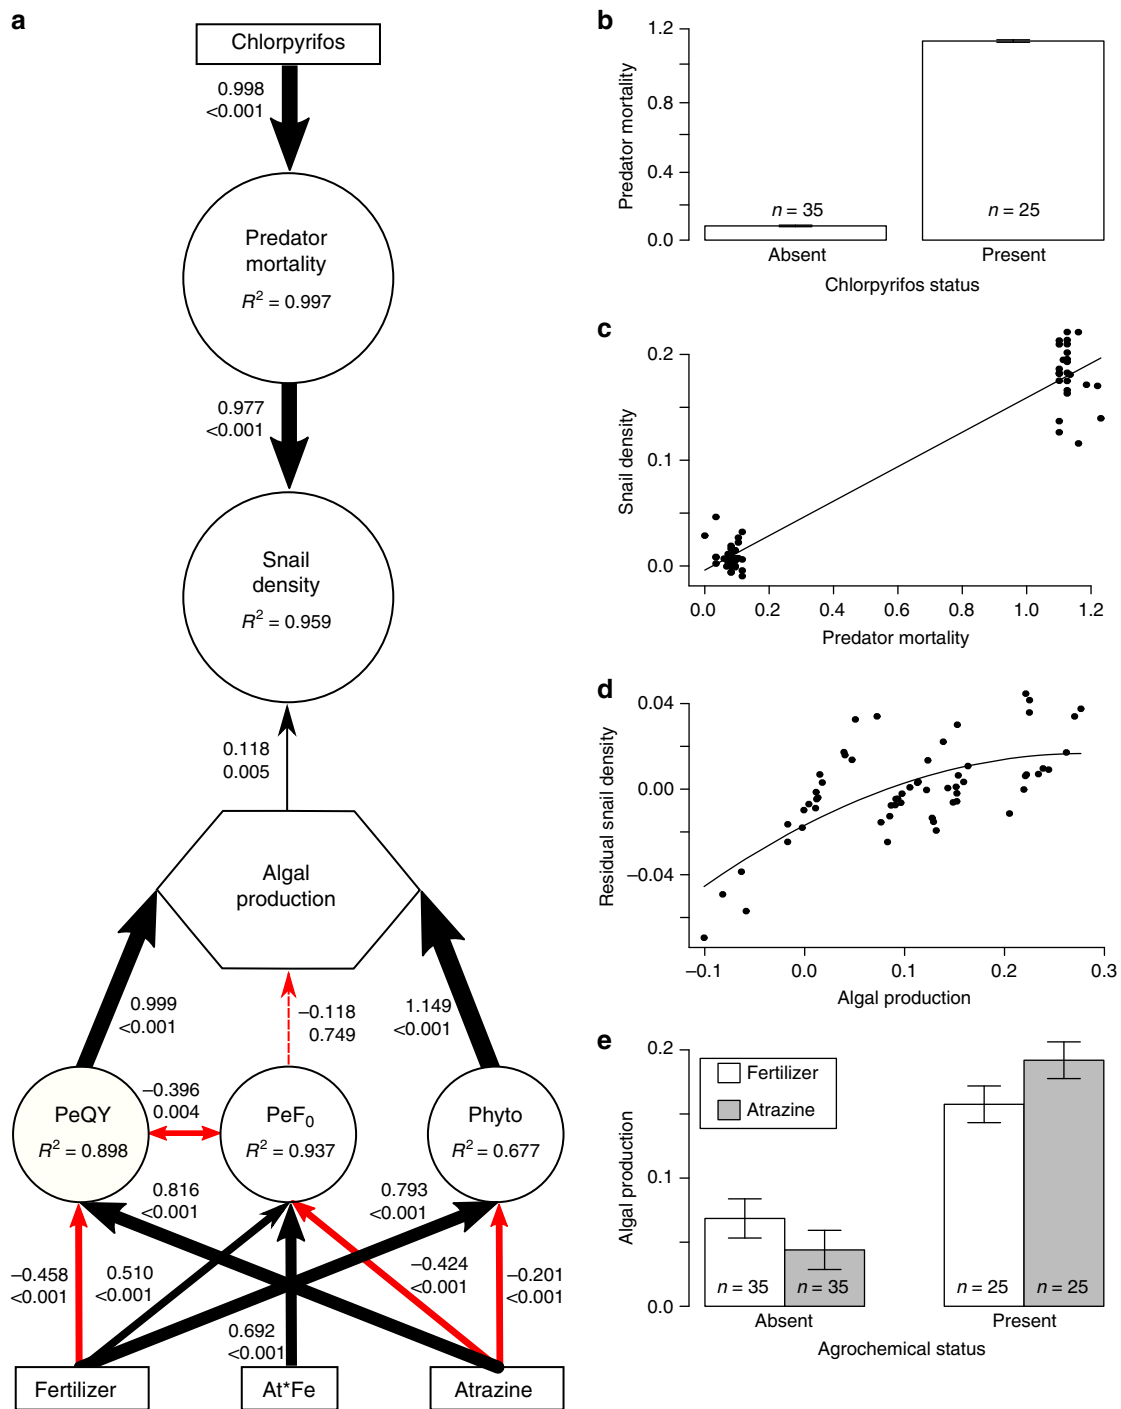 a
Chlorpyrifos
0.998
<0.001
Predator
mortality
R² = 0.997
0.977
<0.001
Snail
density
R² = 0.959
0.118
0.005
Algal
production
0.999
<0.001
−0.118
0.749
1.149
<0.001
−0.396
0.004
PeQY
R² = 0.898
PeF₀
R² = 0.937
Phyto
R² = 0.677
0.816
<0.001
0.793
<0.001
−0.458
<0.001
0.510
<0.001
−0.424
<0.001
−0.201
<0.001
0.692
<0.001
Fertilizer
At*Fe
Atrazine
b
Predator mortality
1.2
0.8
0.4
0.0
n = 35
n = 25
Absent
Present
Chlorpyrifos status
c
Snail density
0.2
0.1
0.0
0.0 0.2 0.4 0.6 0.8 1.0 1.2
Predator mortality
d
Residual snail density
0.04
0.00
−0.04
−0.1 0.0 0.1 0.2 0.3
Algal production
e
Algal production
0.2
0.1
0.0
Fertilizer
Atrazine
n = 35
n = 35
n = 25
n = 25
Absent
Present
Agrochemical status